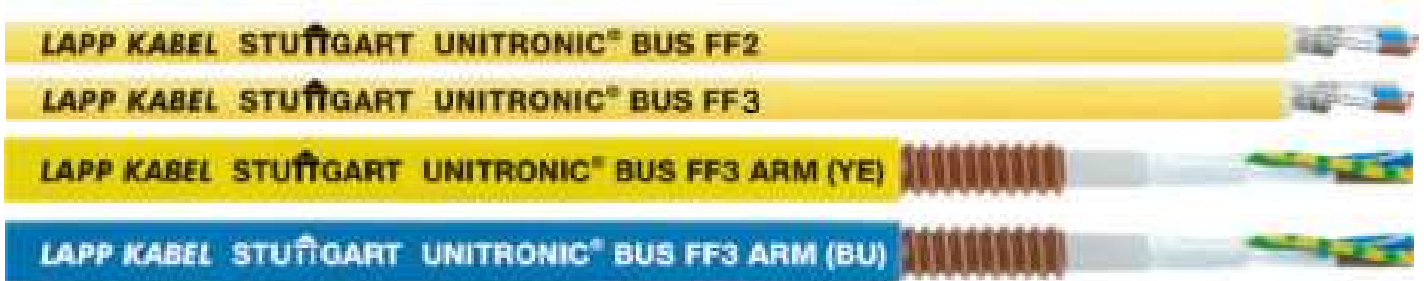 LAPP KABEL STUTTGART UNITRONIC® BUS FF2
LAPP KABEL STUTTGART UNITRONIC® BUS FF3
LAPP KABEL STUTTGART UNITRONIC® BUS FF3 ARM (YE)
LAPP KABEL STUTTGART UNITRONIC® BUS FF3 ARM (BU)